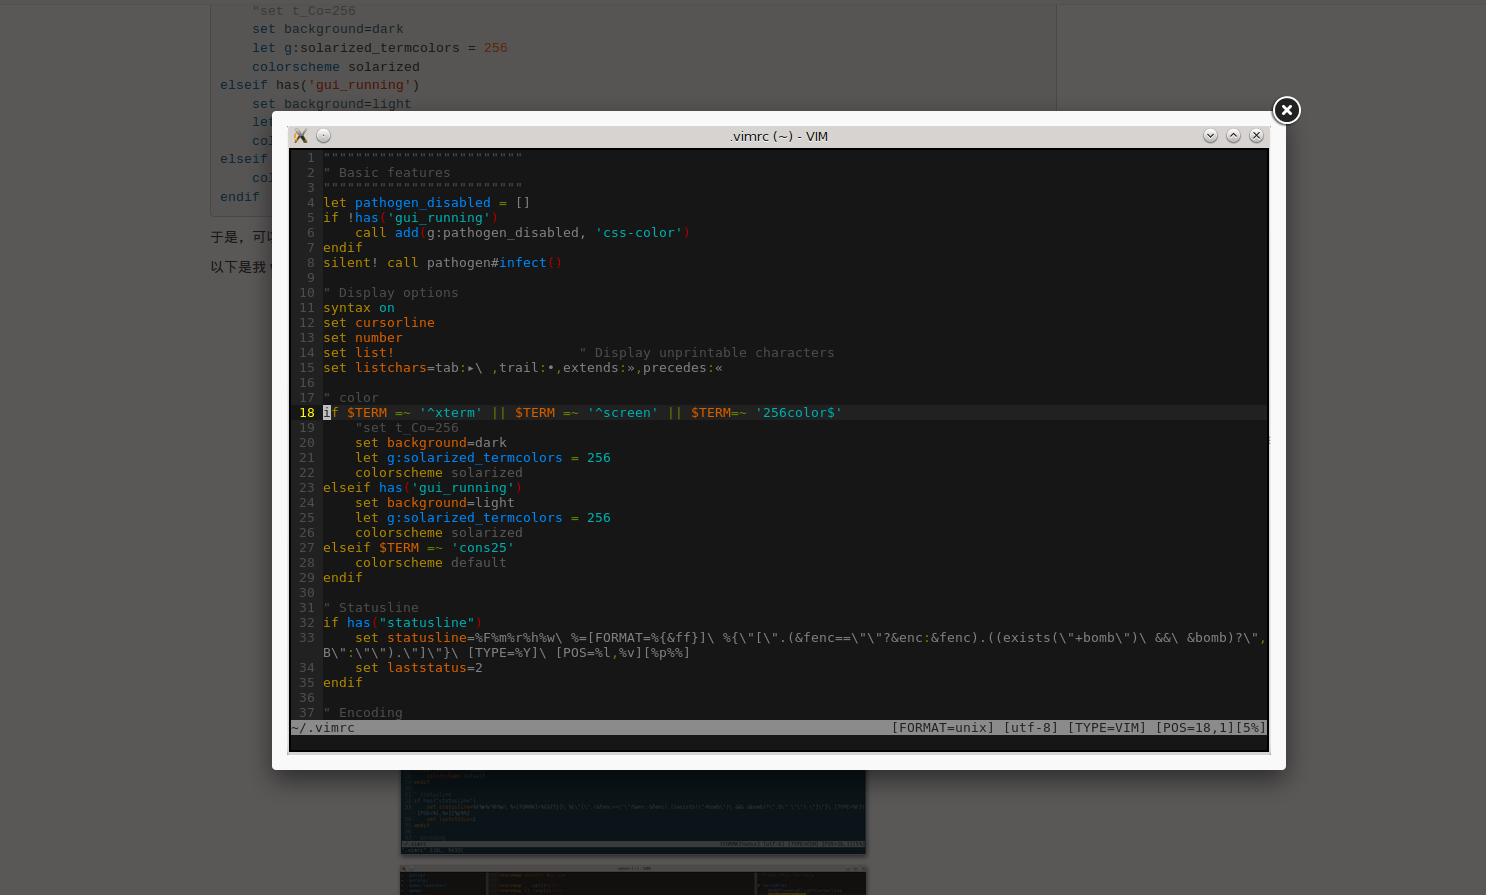 "set t_Co=256
set background=dark
let g:solarized_termcolors = 256
colorscheme solarized
elseif has('gui_running')
set background=light
let
elseif
endif
于是，可以
以下是我
.vimrc (~) - VIM
1 """""""""""""""""""""""""
2 " Basic features
3 """""""""""""""""""""""""
4 let pathogen_disabled = []
5 if !has('gui_running')
6     call add(g:pathogen_disabled, 'css-color')
7 endif
8 silent! call pathogen#infect()
9
10 " Display options
11 syntax on
12 set cursorline
13 set number
14 set list!                       " Display unprintable characters
15 set listchars=tab:▸\ ,trail:•,extends:»,precedes:«
16
17 " color
18 if $TERM =~ '^xterm' || $TERM =~ '^screen' || $TERM=~ '256color$'
19     "set t_Co=256
20     set background=dark
21     let g:solarized_termcolors = 256
22     colorscheme solarized
23 elseif has('gui_running')
24     set background=light
25     let g:solarized_termcolors = 256
26     colorscheme solarized
27 elseif $TERM =~ 'cons25'
28     colorscheme default
29 endif
30
31 " Statusline
32 if has("statusline")
33     set statusline=%F%m%r%h%w\ %=[FORMAT=%{&ff}]\ %{\"[\".(&fenc==\"\"?&enc:&fenc).((exists(\"+bomb\")\ &&\ &bomb)?\",
B\":\"\").\"]\"}\ [TYPE=%Y]\ [POS=%l,%v][%p%%]
34     set laststatus=2
35 endif
36
37 " Encoding
~/.vimrc [FORMAT=unix] [utf-8] [TYPE=VIM] [POS=18,1][5%]